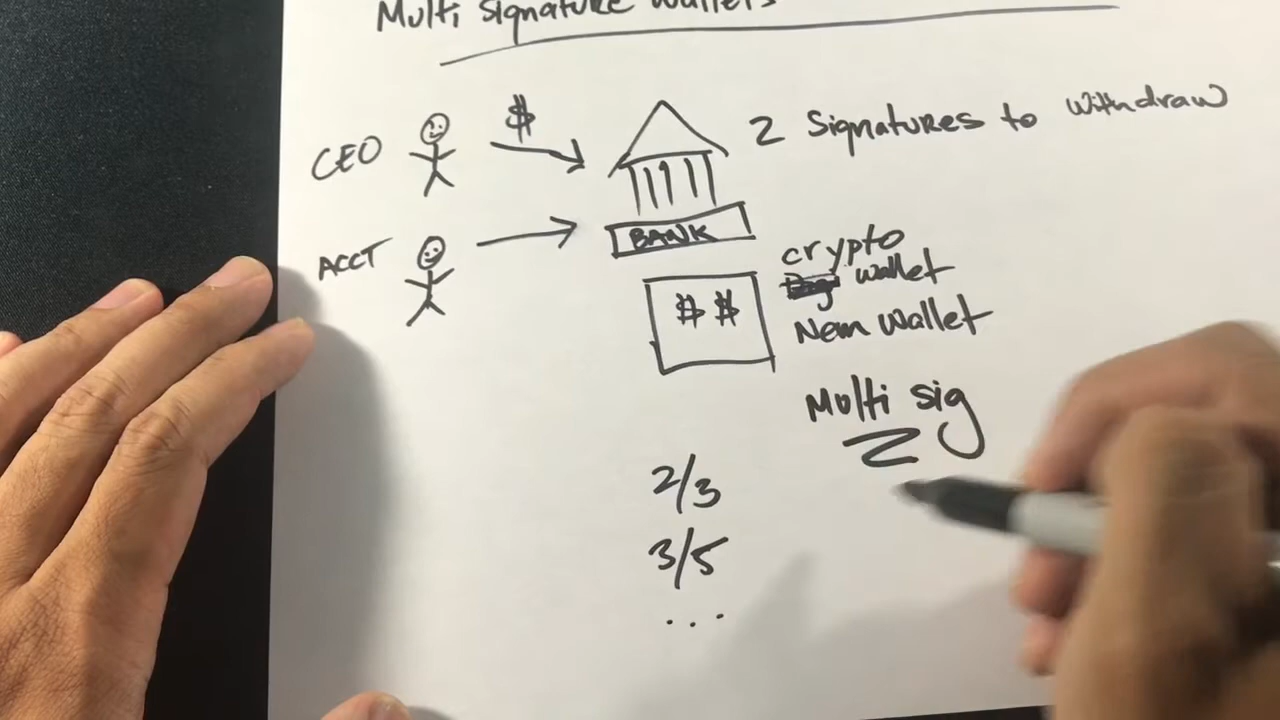 Multi Signature Wallets
CEO
$
2 Signatures to withdraw
ACCT
BANK
crypto
wallet
$ $
Nem wallet
Multi sig
2/3
3/5
...